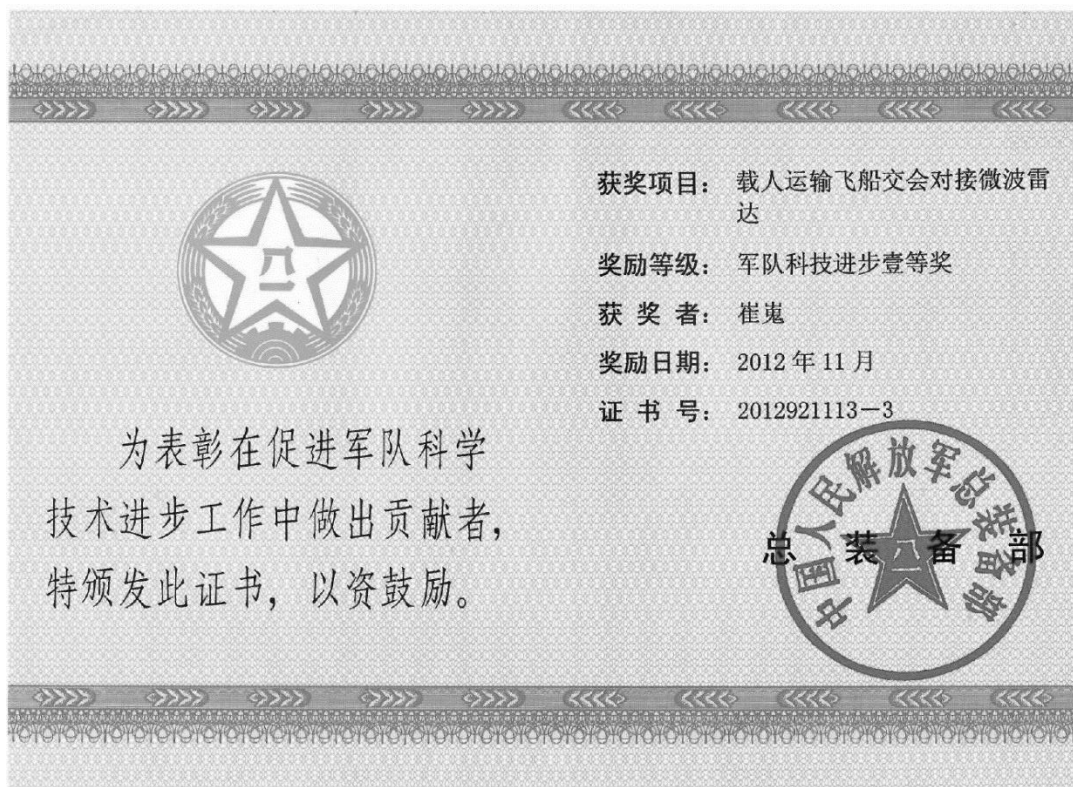 八一
为表彰在促进军队科学
技术进步工作中做出贡献者，
特颁发此证书，以资鼓励。
获奖项目： 载人运输飞船交会对接微波雷
达
奖励等级： 军队科技进步壹等奖
获 奖 者： 崔嵬
奖励日期： 2012 年 11 月
证 书 号： 2012921113-3
中国人民解放军总装备部
八一
总 装 备 部